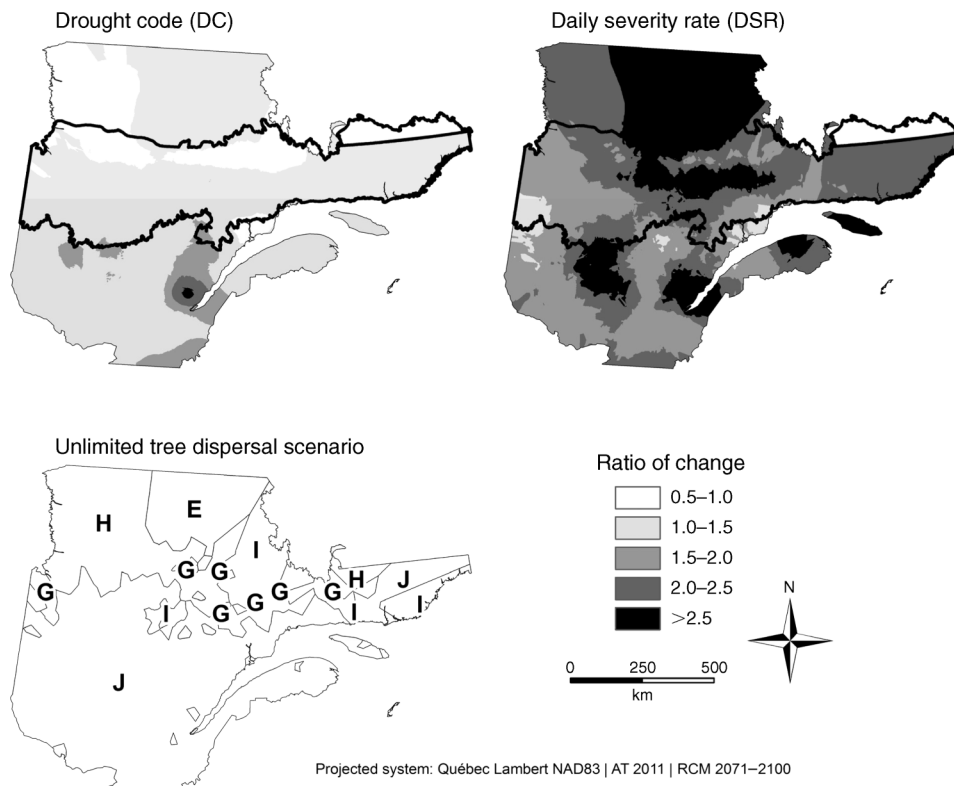 Drought code (DC)
Daily severity rate (DSR)
Unlimited tree dispersal scenario
H
E
I
G
G
G
G
G
G
G
H
J
I
I
I
J
Ratio of change
0.5–1.0
1.0–1.5
1.5–2.0
2.0–2.5
>2.5
N
0 250 500
km
Projected system: Québec Lambert NAD83 | AT 2011 | RCM 2071–2100